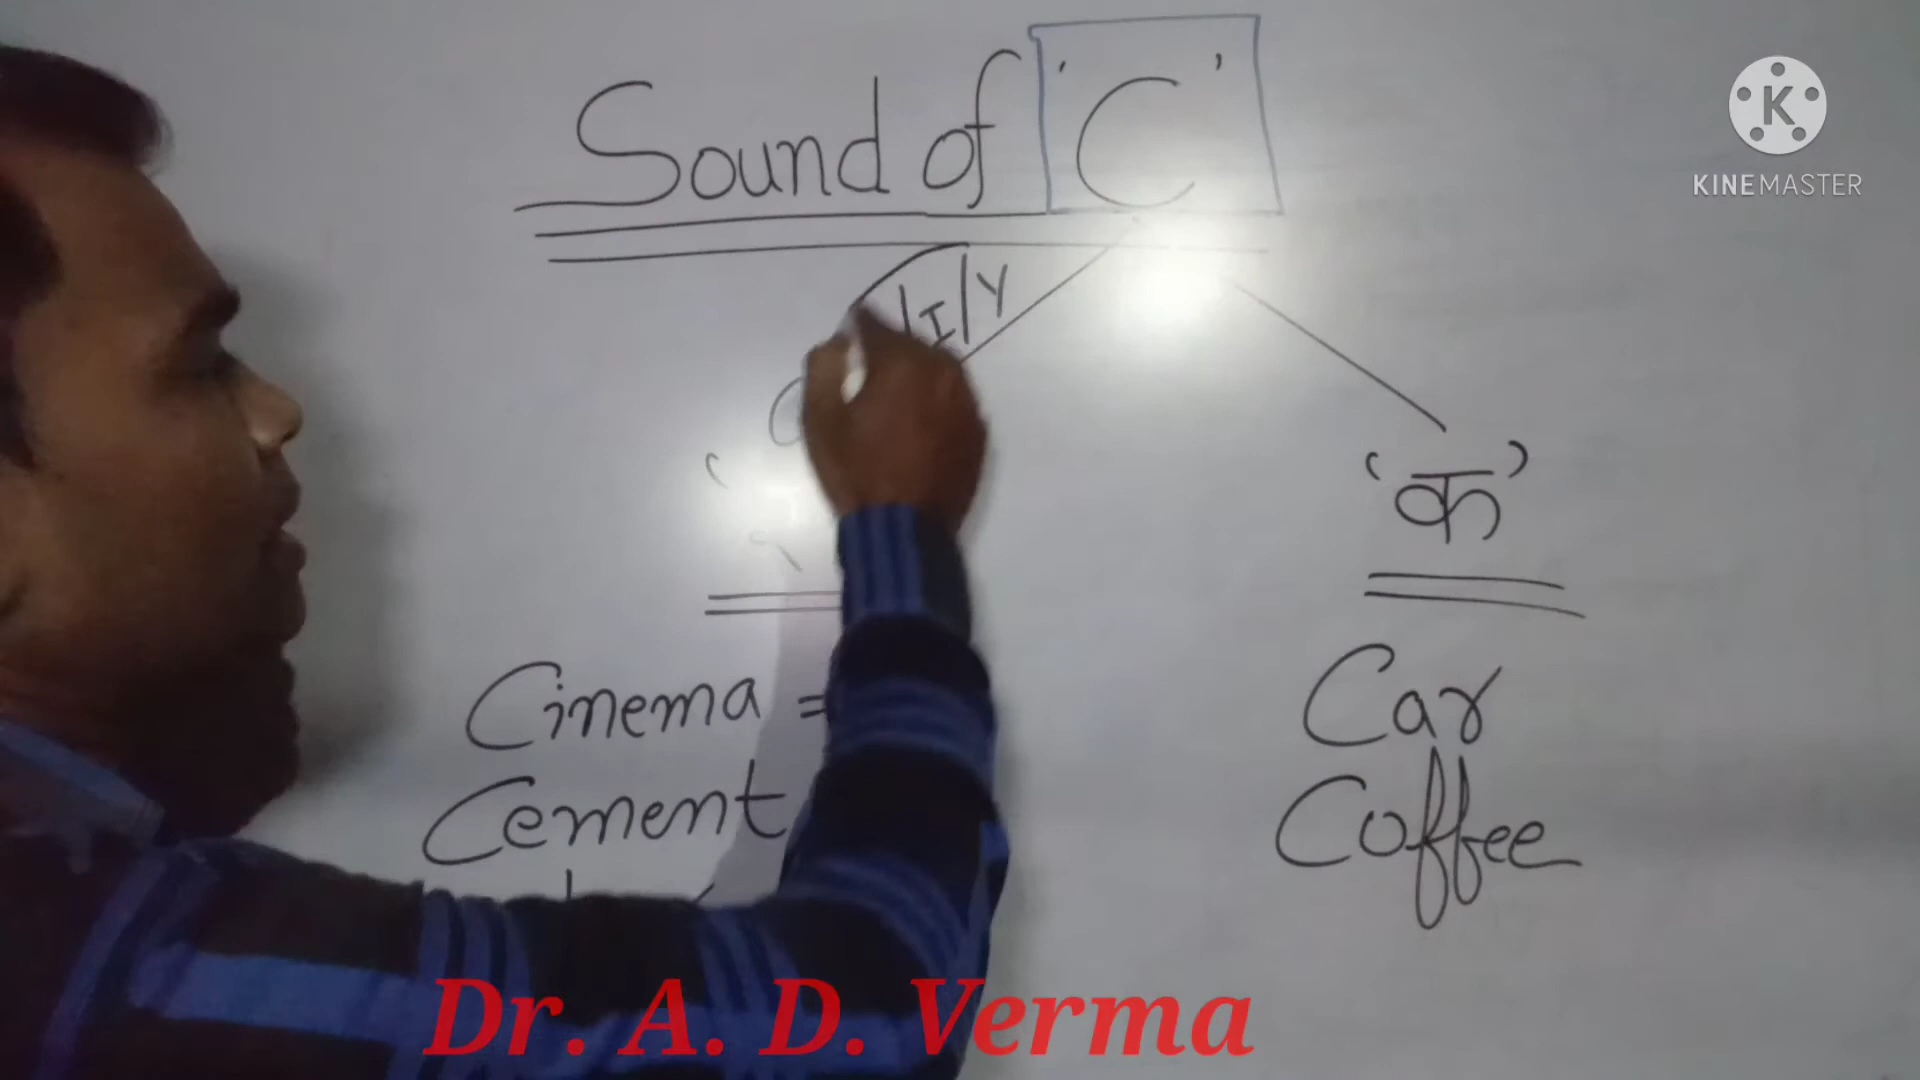 Sound of 'C'
KINEMASTER
/I/Y
'क'
Cinema =
Car
Cement
Coffee
Dr. A. D. Verma